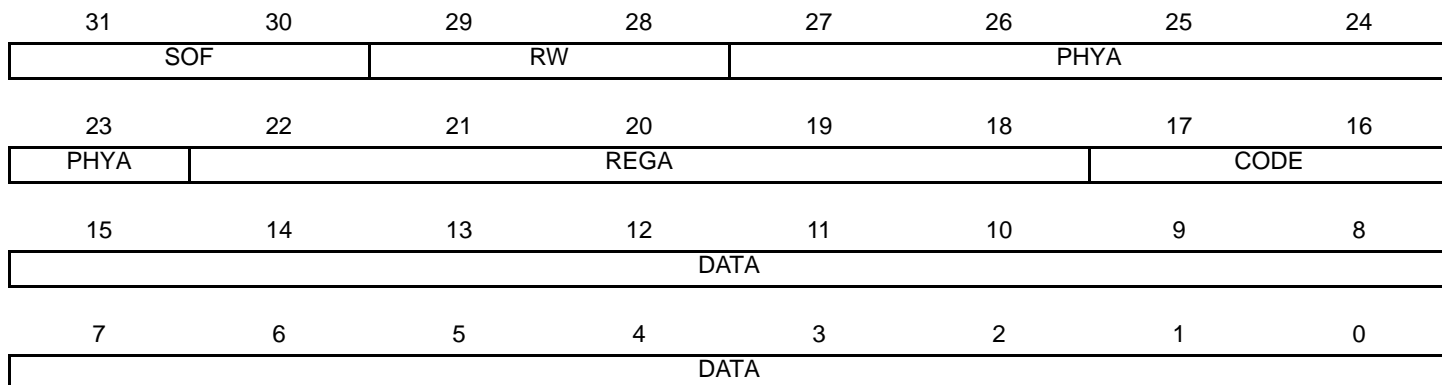 31 30 29 28 27 26 25 24
SOF RW PHYA
23 22 21 20 19 18 17 16
PHYA REGA CODE
15 14 13 12 11 10 9 8
DATA
7 6 5 4 3 2 1 0
DATA